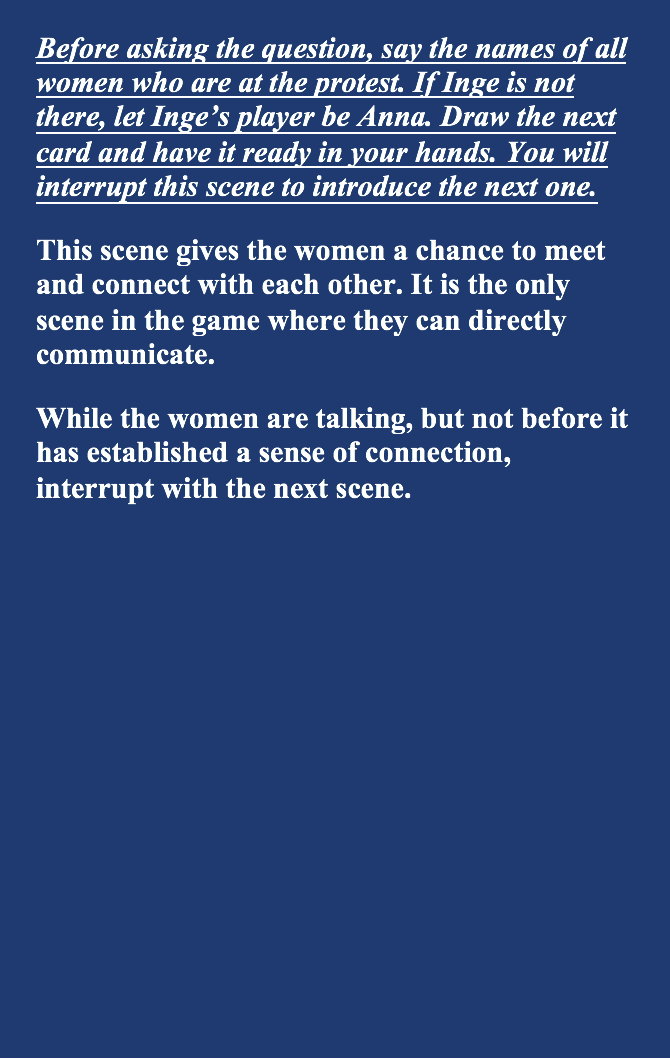 Before asking the question, say the names of all
women who are at the protest. If Inge is not
there, let Inge’s player be Anna. Draw the next
card and have it ready in your hands. You will
interrupt this scene to introduce the next one.
This scene gives the women a chance to meet
and connect with each other. It is the only
scene in the game where they can directly
communicate.
While the women are talking, but not before it
has established a sense of connection,
interrupt with the next scene.